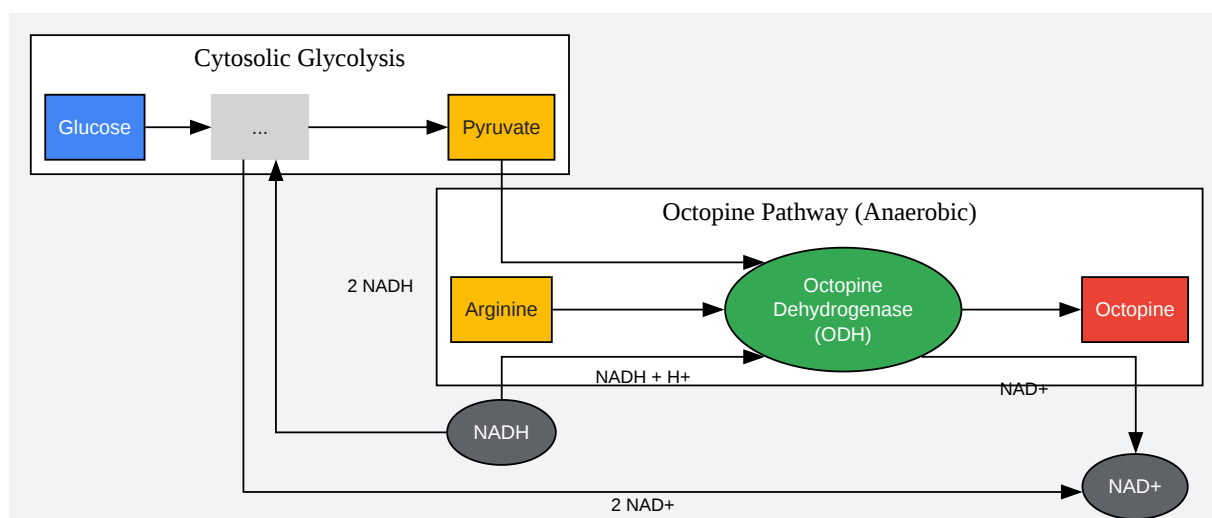 Cytosolic Glycolysis
Glucose
...
Pyruvate
Octopine Pathway (Anaerobic)
2 NADH
Arginine
Octopine
Dehydrogenase
(ODH)
Octopine
NADH + H+
NAD+
NADH
NAD+
2 NAD+